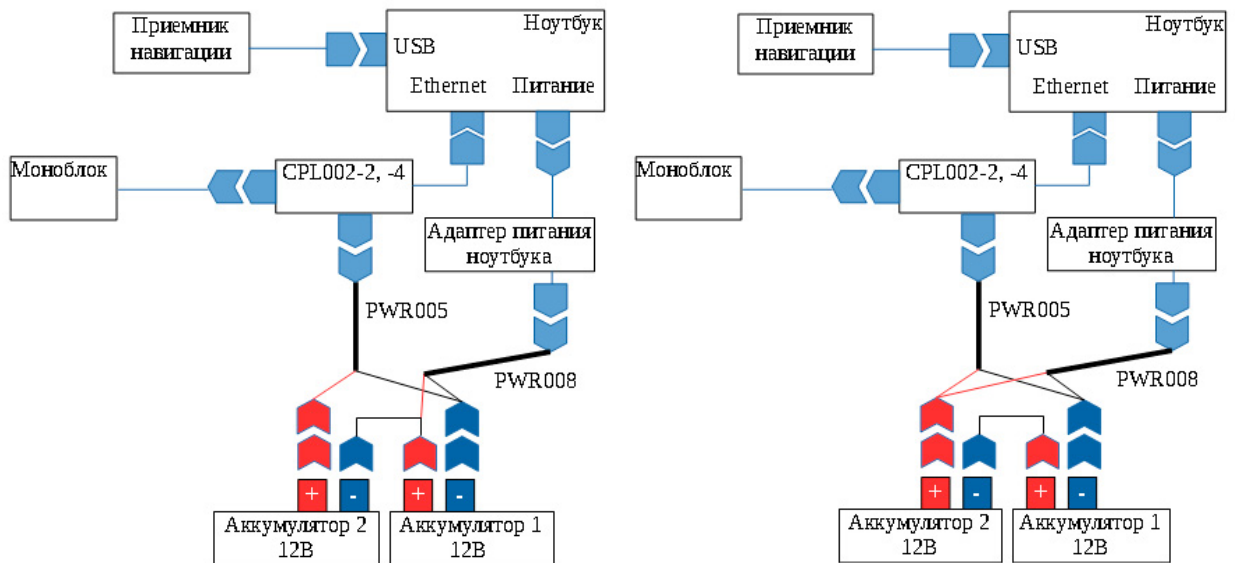 Приемник
навигации
Ноутбук
USB
Ethernet
Питание
Моноблок
CPL002-2, -4
Адаптер питания
ноутбука
PWR005
PWR008
+
-
+
-
Аккумулятор 2
12В
Аккумулятор 1
12В
Приемник
навигации
Ноутбук
USB
Ethernet
Питание
Моноблок
CPL002-2, -4
Адаптер питания
ноутбука
PWR005
PWR008
+
-
+
-
Аккумулятор 2
12В
Аккумулятор 1
12В